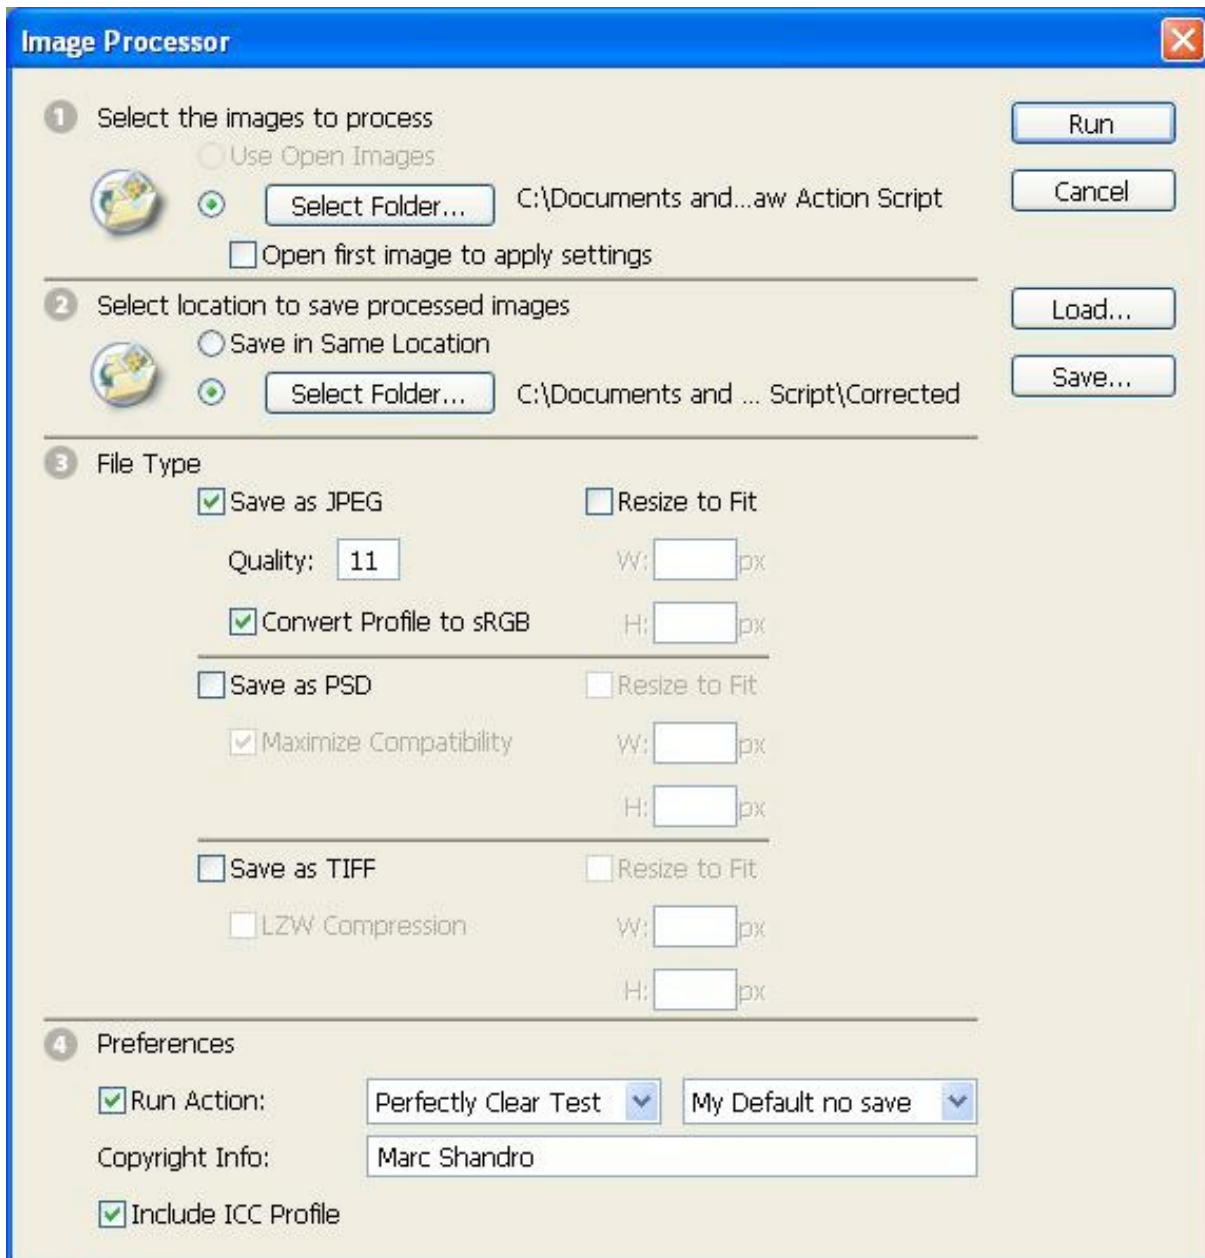 Image Processor
1 Select the images to process
Use Open Images
Select Folder... C:\Documents and...aw Action Script
Open first image to apply settings
Run
Cancel
2 Select location to save processed images
Save in Same Location
Select Folder... C:\Documents and ... Script\Corrected
Load...
Save...
3 File Type
Save as JPEG Resize to Fit
Quality: 11 W: px
Convert Profile to sRGB H: px
Save as PSD Resize to Fit
Maximize Compatibility W: px
H: px
Save as TIFF Resize to Fit
LZW Compression W: px
H: px
4 Preferences
Run Action: Perfectly Clear Test My Default no save
Copyright Info: Marc Shandro
Include ICC Profile